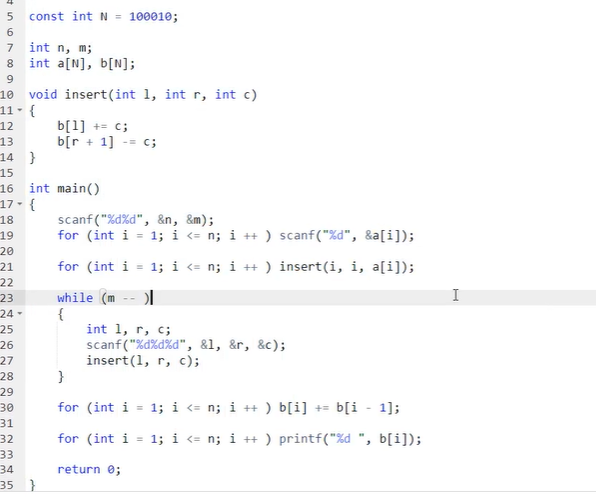 4
5 const int N = 100010;
6
7 int n, m;
8 int a[N], b[N];
9
10 void insert(int l, int r, int c)
11 {
12     b[l] += c;
13     b[r + 1] -= c;
14 }
15
16 int main()
17 {
18     scanf("%d%d", &n, &m);
19     for (int i = 1; i <= n; i ++ ) scanf("%d", &a[i]);
20
21     for (int i = 1; i <= n; i ++ ) insert(i, i, a[i]);
22
23     while (m -- )
24     {
25         int l, r, c;
26         scanf("%d%d%d", &l, &r, &c);
27         insert(l, r, c);
28     }
29
30     for (int i = 1; i <= n; i ++ ) b[i] += b[i - 1];
31
32     for (int i = 1; i <= n; i ++ ) printf("%d ", b[i]);
33
34     return 0;
35 }